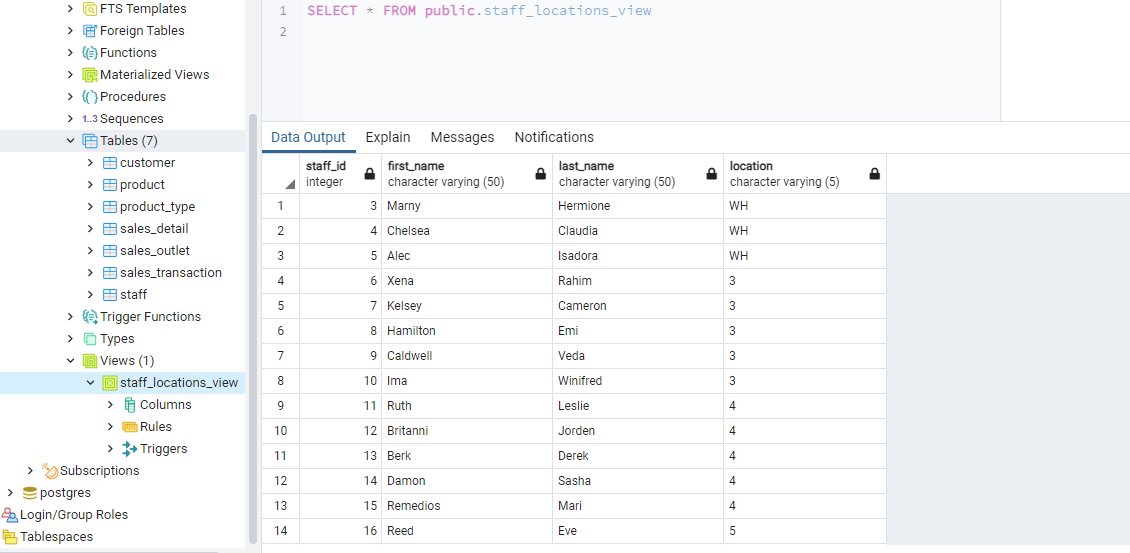 FTS Templates
Foreign Tables
Functions
Materialized Views
Procedures
1..3 Sequences
Tables (7)
customer
product
product_type
sales_detail
sales_outlet
sales_transaction
staff
Trigger Functions
Types
Views (1)
staff_locations_view
Columns
Rules
Triggers
Subscriptions
postgres
Login/Group Roles
Tablespaces
1 SELECT * FROM public.staff_locations_view
2
Data Output Explain Messages Notifications
staff_id first_name last_name location
integer character varying (50) character varying (50) character varying (5)
1 3 Marny Hermione WH
2 4 Chelsea Claudia WH
3 5 Alec Isadora WH
4 6 Xena Rahim 3
5 7 Kelsey Cameron 3
6 8 Hamilton Emi 3
7 9 Caldwell Veda 3
8 10 Ima Winifred 3
9 11 Ruth Leslie 4
10 12 Britanni Jorden 4
11 13 Berk Derek 4
12 14 Damon Sasha 4
13 15 Remedios Mari 4
14 16 Reed Eve 5